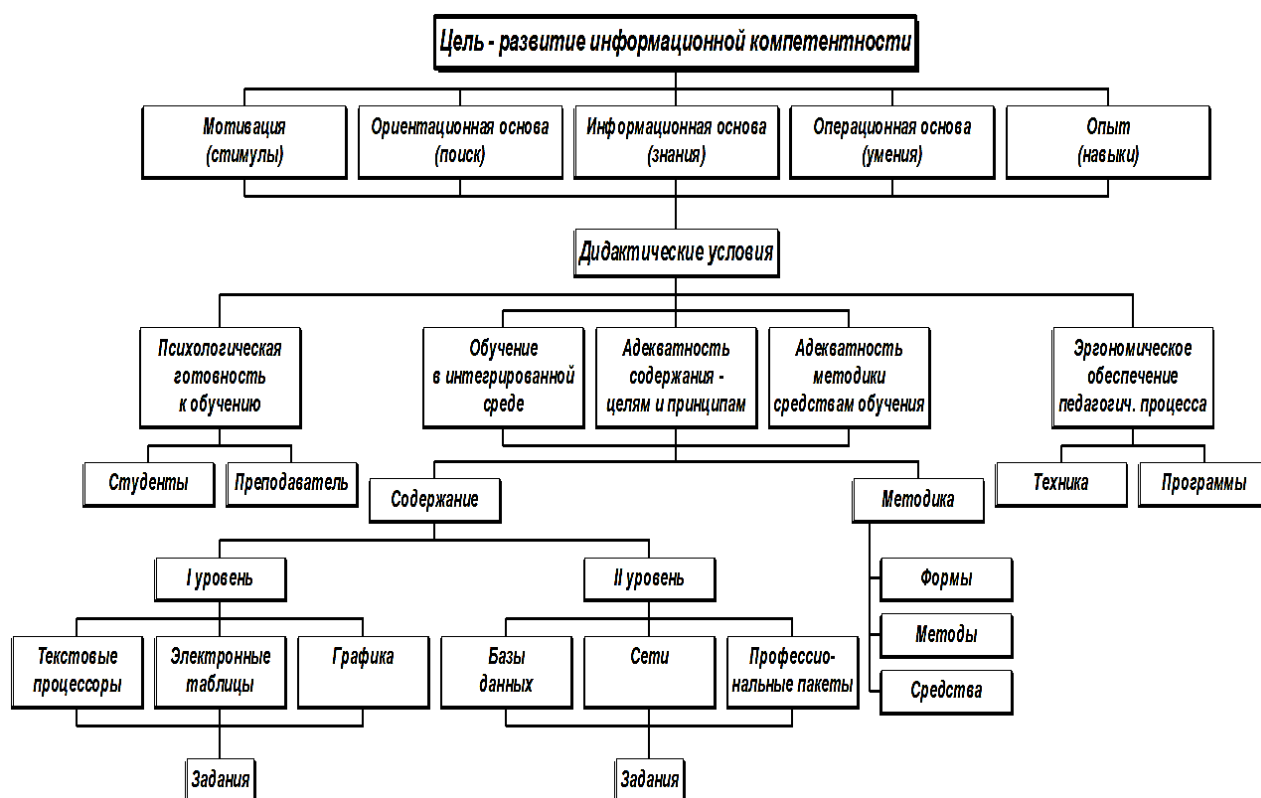 Цель - развитие информационной компетентности
Мотивация
(стимулы)
Ориентационная основа
(поиск)
Информационная основа
(знания)
Операционная основа
(умения)
Опыт
(навыки)
Дидактические условия
Психологическая
готовность
к обучению
Обучение
в интегрированной
среде
Адекватность
содержания -
целям и принципам
Адекватность
методики
средствам обучения
Эргономическое
обеспечение
педагогич. процесса
Студенты
Преподаватель
Техника
Программы
Содержание
Методика
I уровень
II уровень
Формы
Методы
Средства
Текстовые
процессоры
Электронные
таблицы
Графика
Базы
данных
Сети
Профессио-
нальные пакеты
Задания
Задания